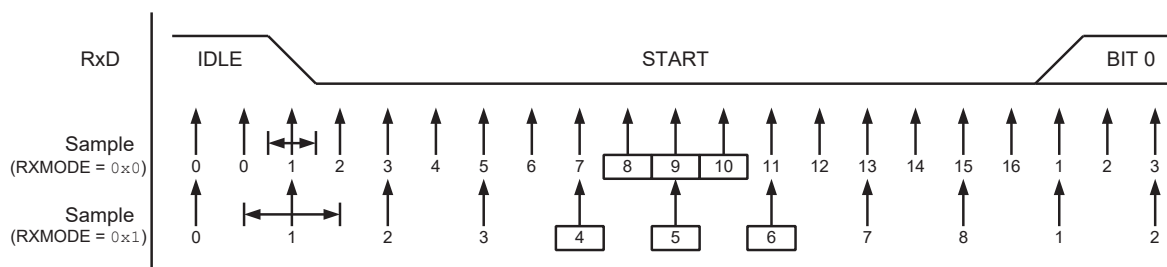 RxD IDLE START BIT 0
Sample
(RXMODE = 0x0) 0 0 1 2 3 4 5 6 7 8 9 10 11 12 13 14 15 16 1 2 3
Sample
(RXMODE = 0x1) 0 1 2 3 4 5 6 7 8 1 2